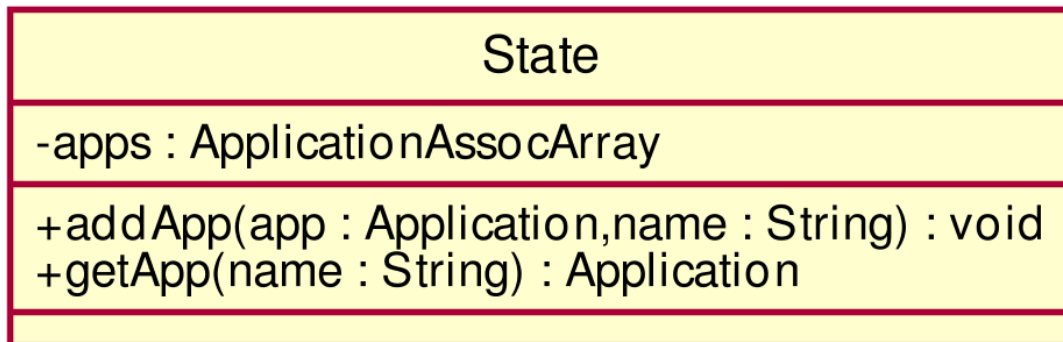 State
-apps : ApplicationAssocArray
+addApp(app : Application,name : String) : void
+getApp(name : String) : Application